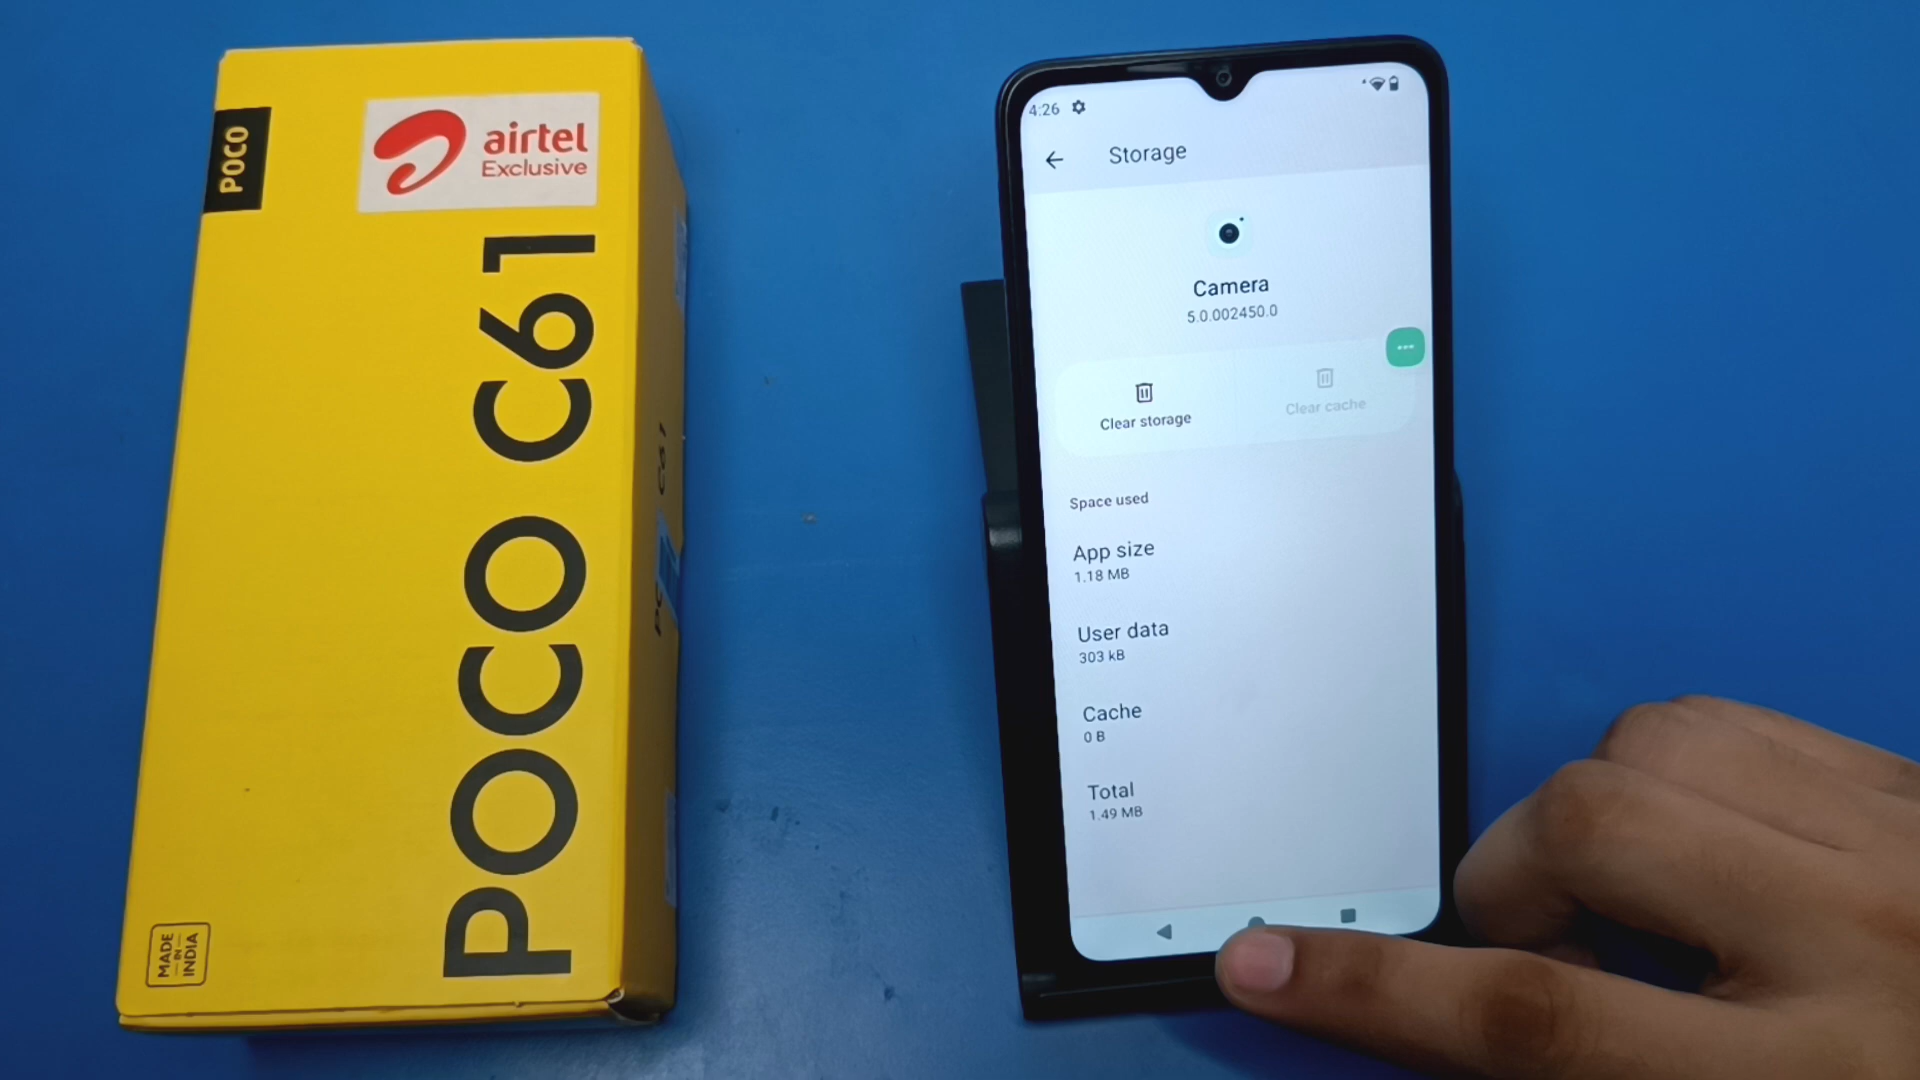 POCO
airtel
Exclusive
POCO C61
MADE
IN
INDIA
C61
4:26
Storage
Camera
5.0.002450.0
Clear storage
Clear cache
Space used
App size
1.18 MB
User data
303 kB
Cache
0 B
Total
1.49 MB